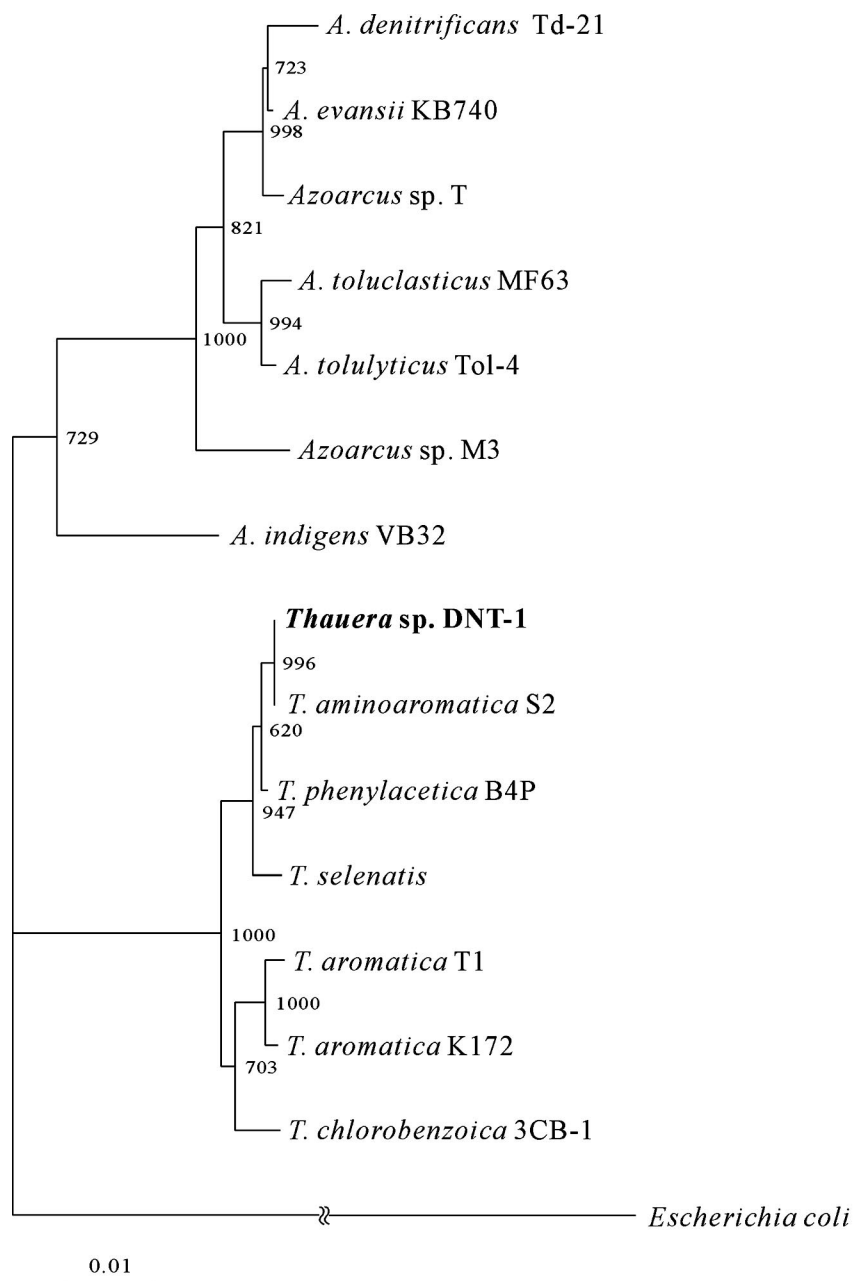 A. denitrificans Td-21
723
A. evansii KB740
998
Azoarcus sp. T
821
A. toluclasticus MF63
994
1000
A. tolulyticus Tol-4
729
Azoarcus sp. M3
A. indigens VB32
Thauera sp. DNT-1
996
T. aminoaromatica S2
620
T. phenylacetica B4P
947
T. selenatis
1000
T. aromatica T1
1000
T. aromatica K172
703
T. chlorobenzoica 3CB-1
Escherichia coli
0.01